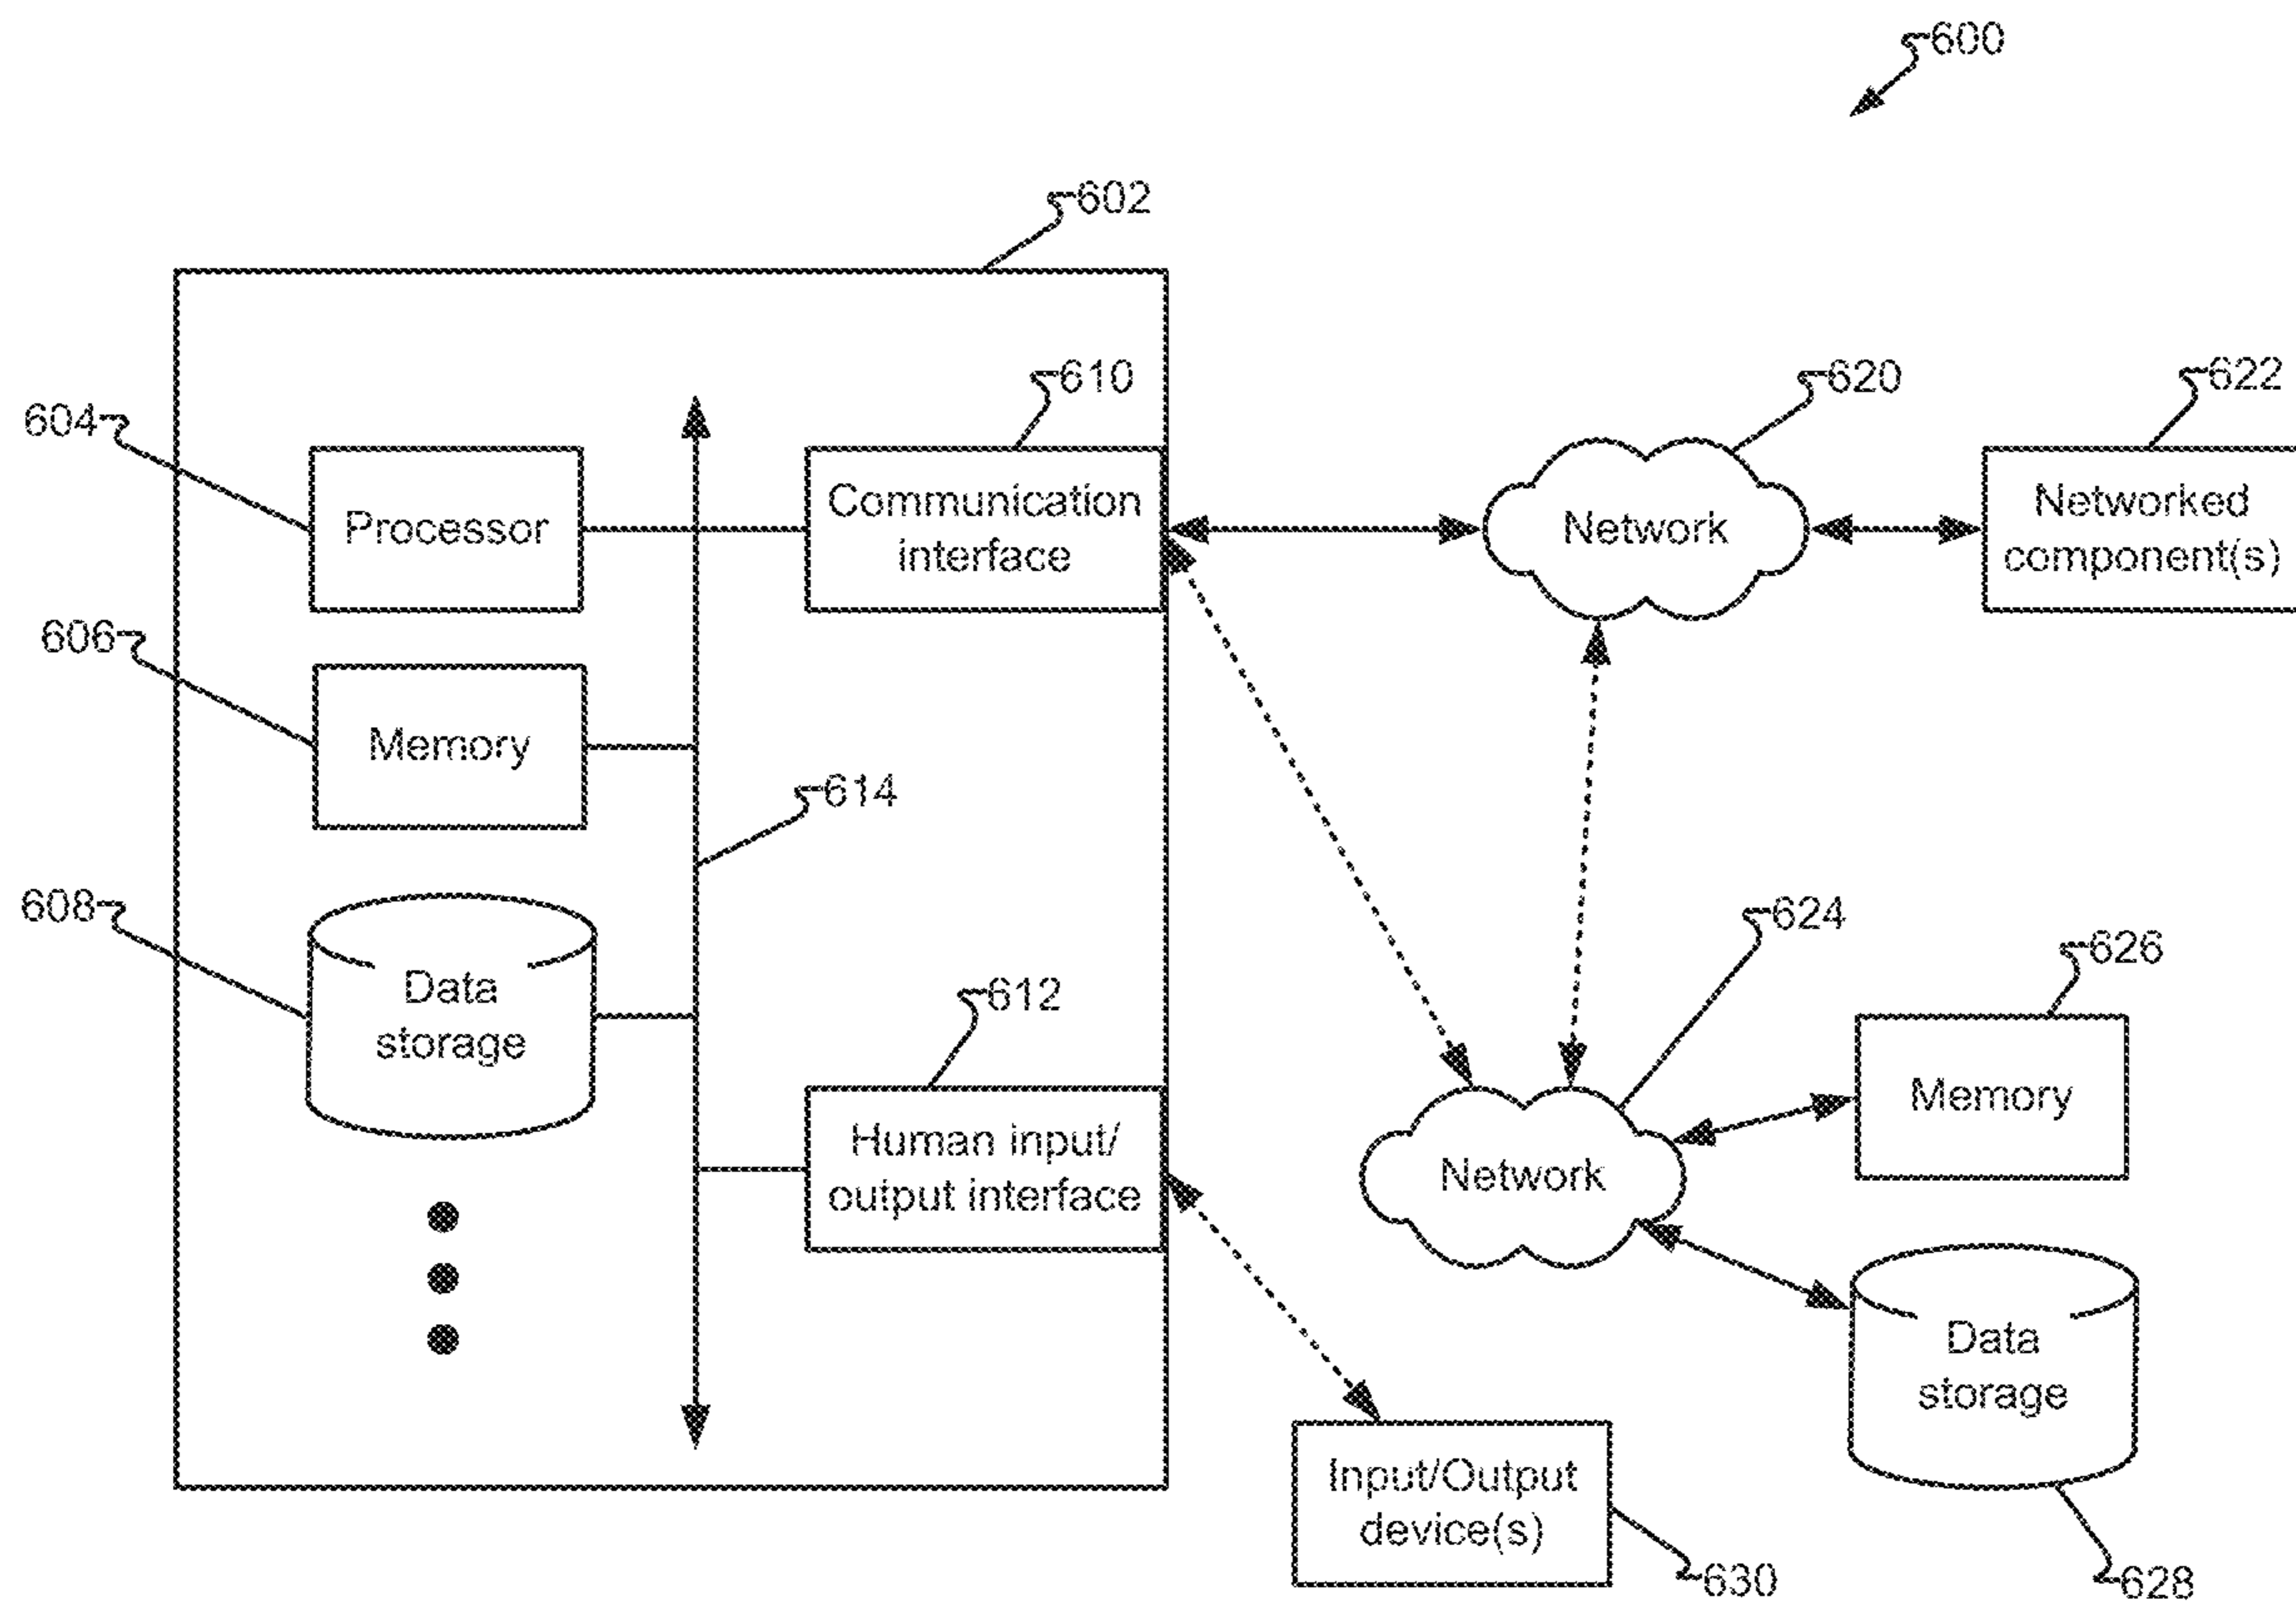 600
602
610
620
622
604
Processor
Communication
interface
Network
Networked
component(s)
606
Memory
614
608
Data
storage
612
624
626
Human input/
output interface
Network
Memory
Data
storage
Input/Output
device(s)
630
628